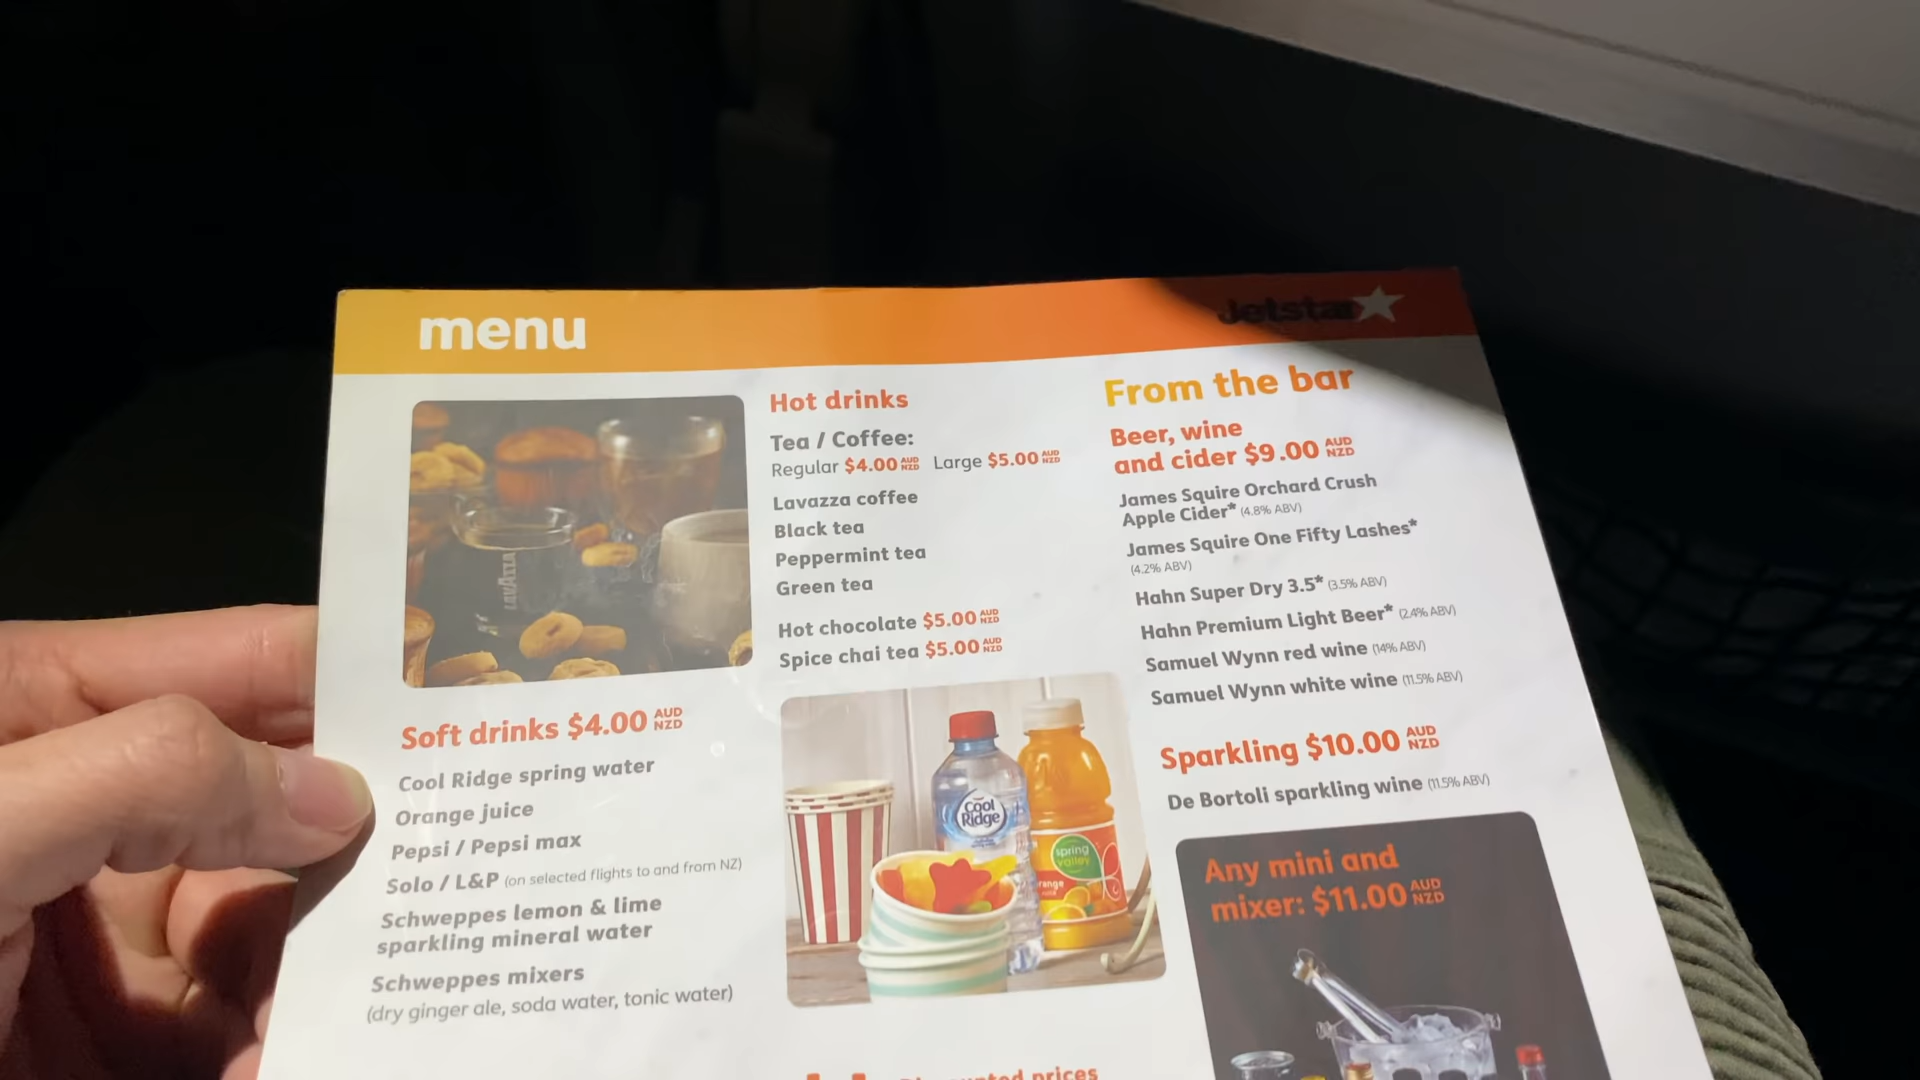 menu
Jetstar
LAVAZZA
Hot drinks
Tea / Coffee:
Regular $4.00 AUD NZD Large $5.00 AUD NZD
Lavazza coffee
Black tea
Peppermint tea
Green tea
Hot chocolate $5.00 AUD NZD
Spice chai tea $5.00 AUD NZD
Soft drinks $4.00 AUD NZD
Cool Ridge spring water
Orange juice
Pepsi / Pepsi max
Solo / L&P (on selected flights to and from NZ)
Schweppes lemon & lime
sparkling mineral water
Schweppes mixers
(dry ginger ale, soda water, tonic water)
Cool
Ridge
spring
valley
From the bar
Beer, wine
and cider $9.00 AUD NZD
James Squire Orchard Crush
Apple Cider* (4.8% ABV)
James Squire One Fifty Lashes*
(4.2% ABV)
Hahn Super Dry 3.5* (3.5% ABV)
Hahn Premium Light Beer* (2.4% ABV)
Samuel Wynn red wine (14% ABV)
Samuel Wynn white wine (11.5% ABV)
Sparkling $10.00 AUD NZD
De Bortoli sparkling wine (11.5% ABV)
Any mini and
mixer: $11.00 AUD NZD
prices